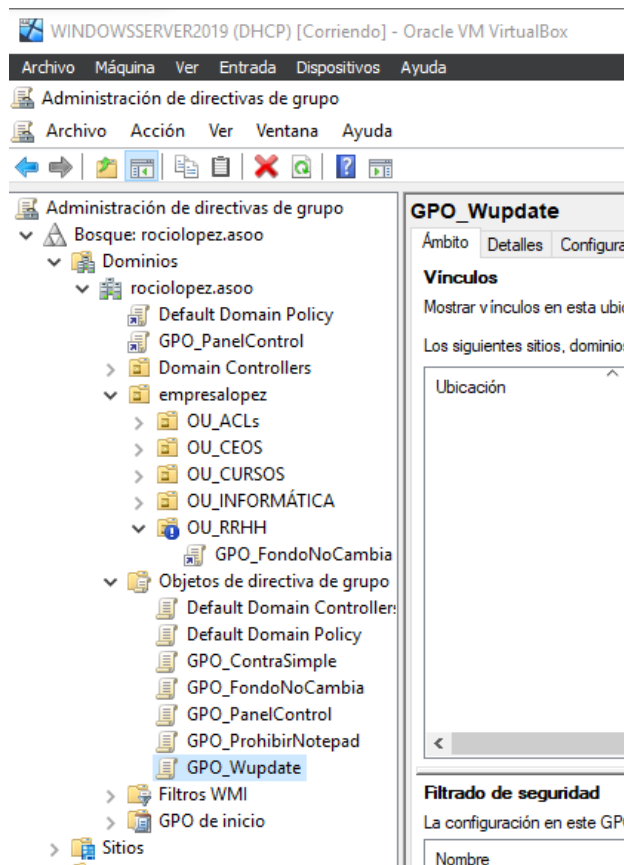 WINDOWSSERVER2019 (DHCP) [Corriendo] - Oracle VM VirtualBox
Archivo Máquina Ver Entrada Dispositivos Ayuda
Administración de directivas de grupo
Archivo Acción Ver Ventana Ayuda
Administración de directivas de grupo
Bosque: rociolopez.asoo
Dominios
rociolopez.asoo
Default Domain Policy
GPO_PanelControl
Domain Controllers
empresalopez
OU_ACLs
OU_CEOS
OU_CURSOS
OU_INFORMÁTICA
OU_RRHH
GPO_FondoNoCambia
Objetos de directiva de grupo
Default Domain Controller
Default Domain Policy
GPO_ContraSimple
GPO_FondoNoCambia
GPO_PanelControl
GPO_ProhibirNotepad
GPO_Wupdate
Filtros WMI
GPO de inicio
Sitios
GPO_Wupdate
Ámbito Detalles Configura
Vínculos
Mostrar vínculos en esta ubi
Los siguientes sitios, dominios
Ubicación
Filtrado de seguridad
La configuración en este GP
Nombre